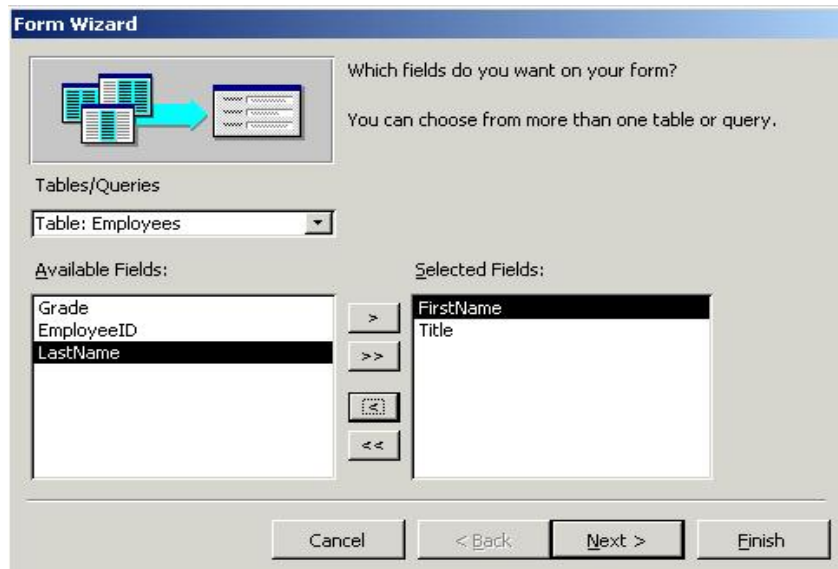 Form Wizard
Which fields do you want on your form?
You can choose from more than one table or query.
Tables/Queries
Table: Employees
Available Fields:
Selected Fields:
Grade
EmployeeID
LastName
>
>>
<
<<
FirstName
Title
Cancel
< Back
Next >
Finish